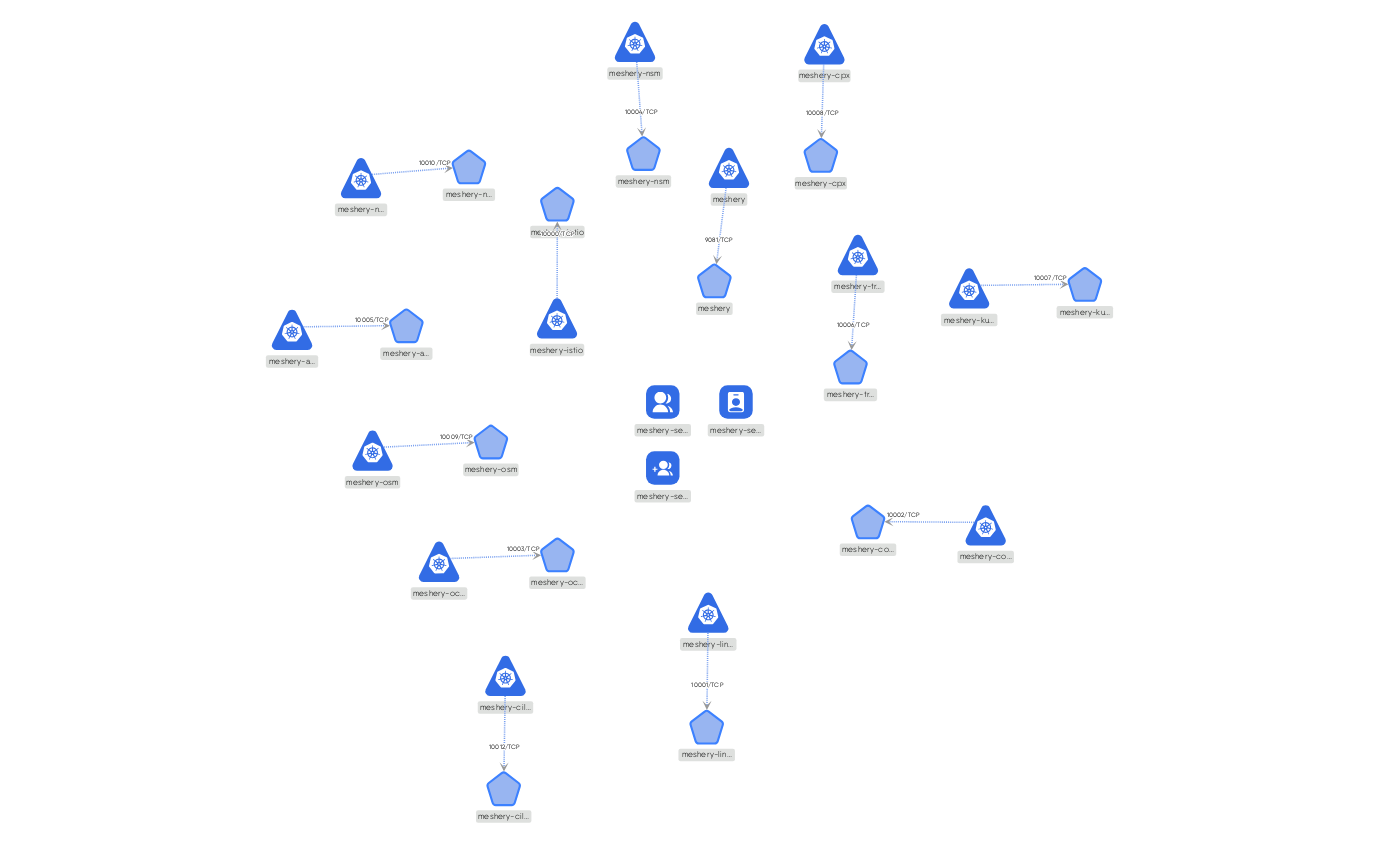 meshery-nsm
10004/TCP
meshery-nsm
meshery-cpx
10008/TCP
meshery-cpx
meshery-n...
10010/TCP
meshery-n...
meshery
9081/TCP
meshery
10000/TCP
meshery-istio
meshery-tr...
10006/TCP
meshery-tr...
meshery-ku...
10007/TCP
meshery-ku...
meshery-a...
10005/TCP
meshery-a...
meshery-se...
meshery-se...
meshery-se...
meshery-osm
10009/TCP
meshery-osm
meshery-co...
10002/TCP
meshery-co...
meshery-oc...
10003/TCP
meshery-oc...
meshery-lin...
10001/TCP
meshery-lin...
meshery-cil...
10012/TCP
meshery-cil...